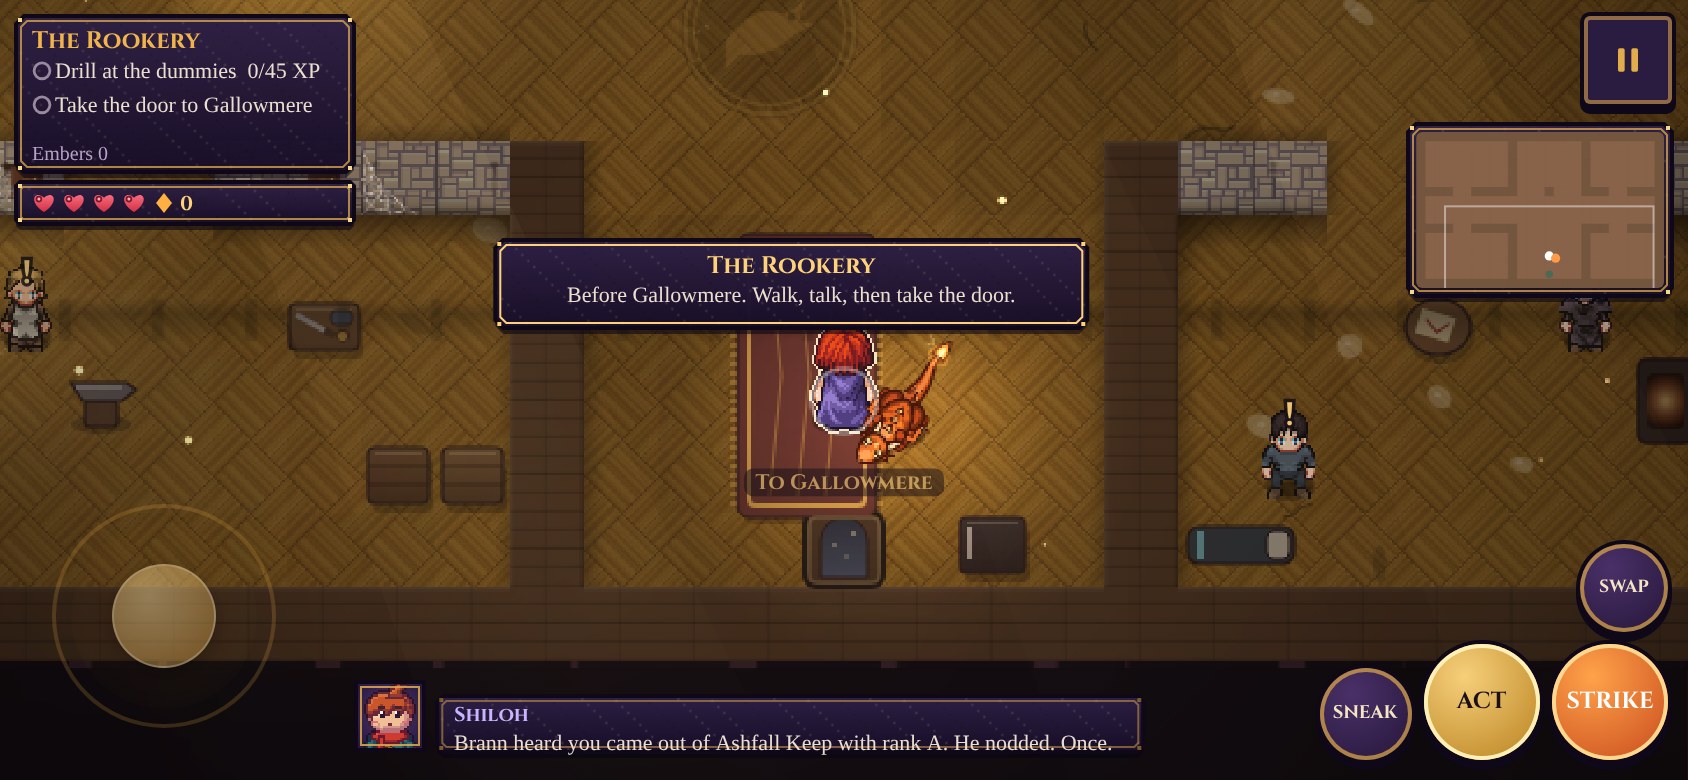 The Rookery
Drill at the dummies 0/45 XP
Take the door to Gallowmere
Embers 0
0
The Rookery
Before Gallowmere. Walk, talk, then take the door.
To Gallowmere
SWAP
SNEAK
ACT
STRIKE
Shiloh
Brann heard you came out of Ashfall Keep with rank A. He nodded. Once.